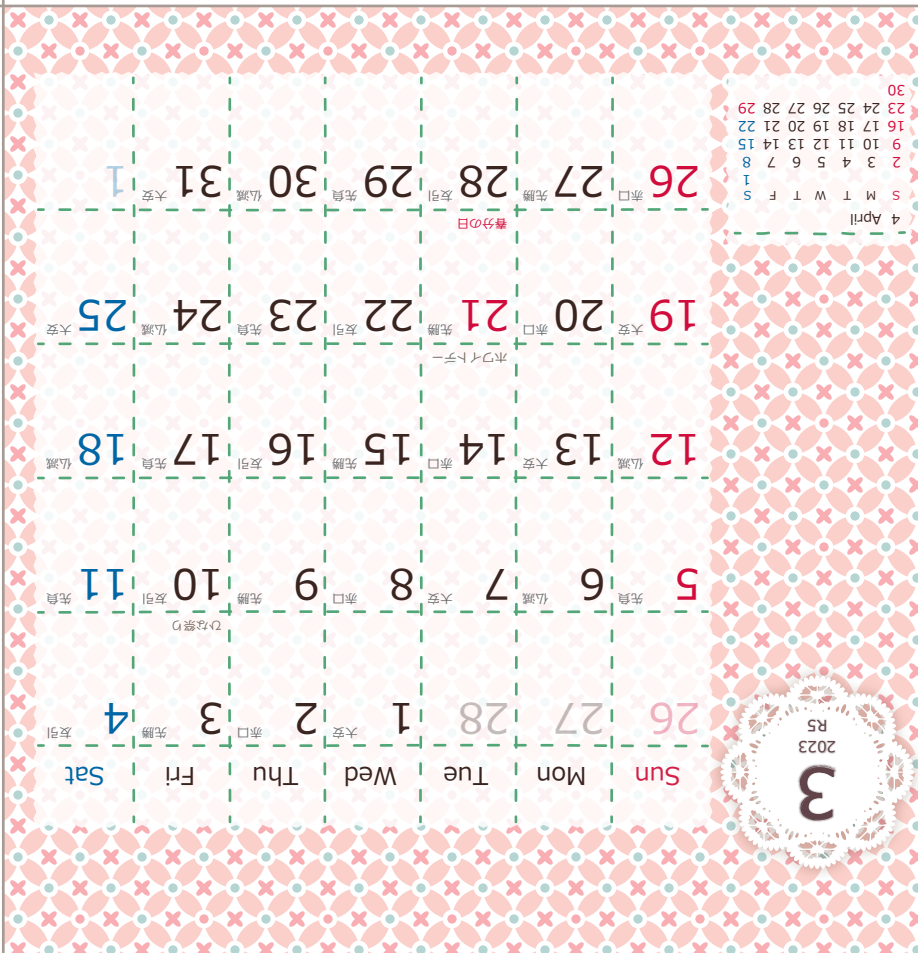 3
2023
R5
Sun Mon Tue Wed Thu Fri Sat
26 27 28 1 大安 2 赤口 3 先勝 4 友引
ひな祭り
5 先負 6 仏滅 7 大安 8 赤口 9 先勝 10 友引 11 先負
12 仏滅 13 大安 14 赤口 15 先勝 16 友引 17 先負 18 仏滅
ホワイトデー
19 大安 20 赤口 21 先勝 22 友引 23 先負 24 仏滅 25 大安
春分の日
26 赤口 27 先勝 28 友引 29 先負 30 仏滅 31 大安 1
4 April
S M T W T F S
1
2 3 4 5 6 7 8
9 10 11 12 13 14 15
16 17 18 19 20 21 22
23 24 25 26 27 28 29
30